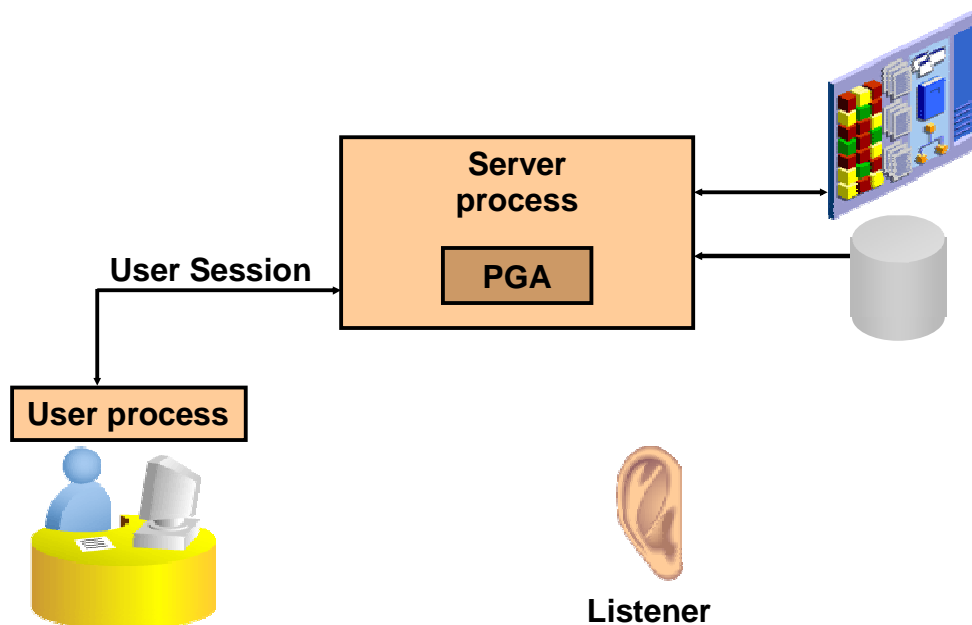 Server
process
PGA
User Session
User process
Listener